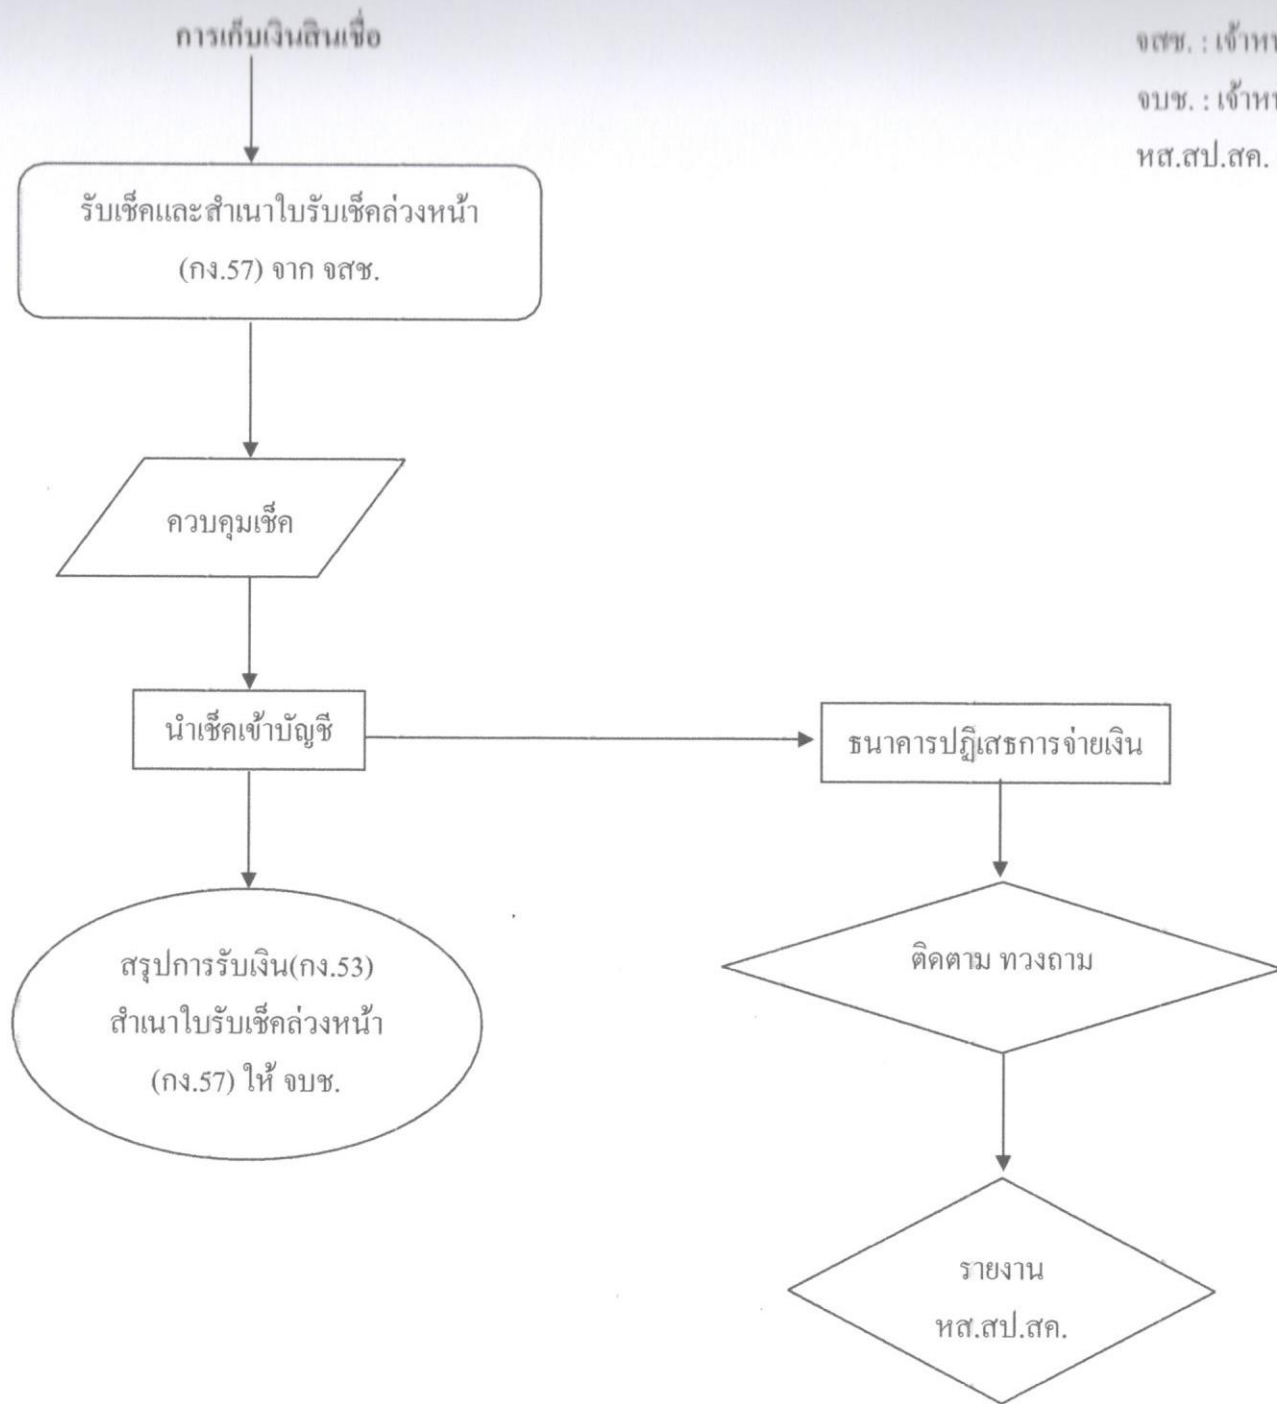 การเก็บเงินสินเชื่อ
จสช. : เจ้าหน
จบช. : เจ้าหน
หส.สป.สค.
รับเช็คและสำเนาใบรับเช็คล่วงหน้า
(กง.57) จาก จสช.
ควบคุมเช็ค
นำเช็คเข้าบัญชี
ธนาคารปฏิเสธการจ่ายเงิน
ติดตาม ทวงถาม
สรุปการรับเงิน(กง.53)
สำเนาใบรับเช็คล่วงหน้า
(กง.57) ให้ จบช.
รายงาน
หส.สป.สค.